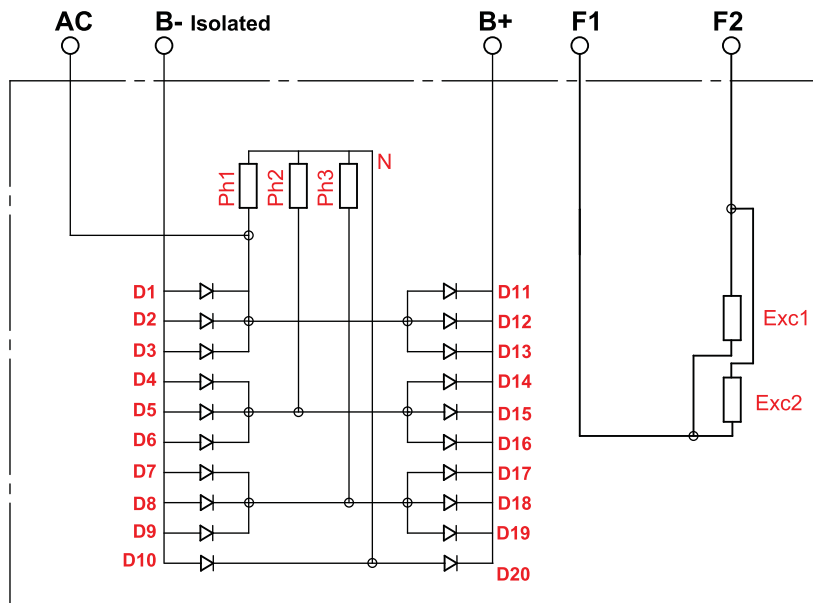 AC B- Isolated B+ F1 F2
N
Ph1 Ph2 Ph3
D1 D11
D2 D12
Exc1
D3 D13
D4 D14
Exc2
D5 D15
D6 D16
D7 D17
D8 D18
D9 D19
D10 D20